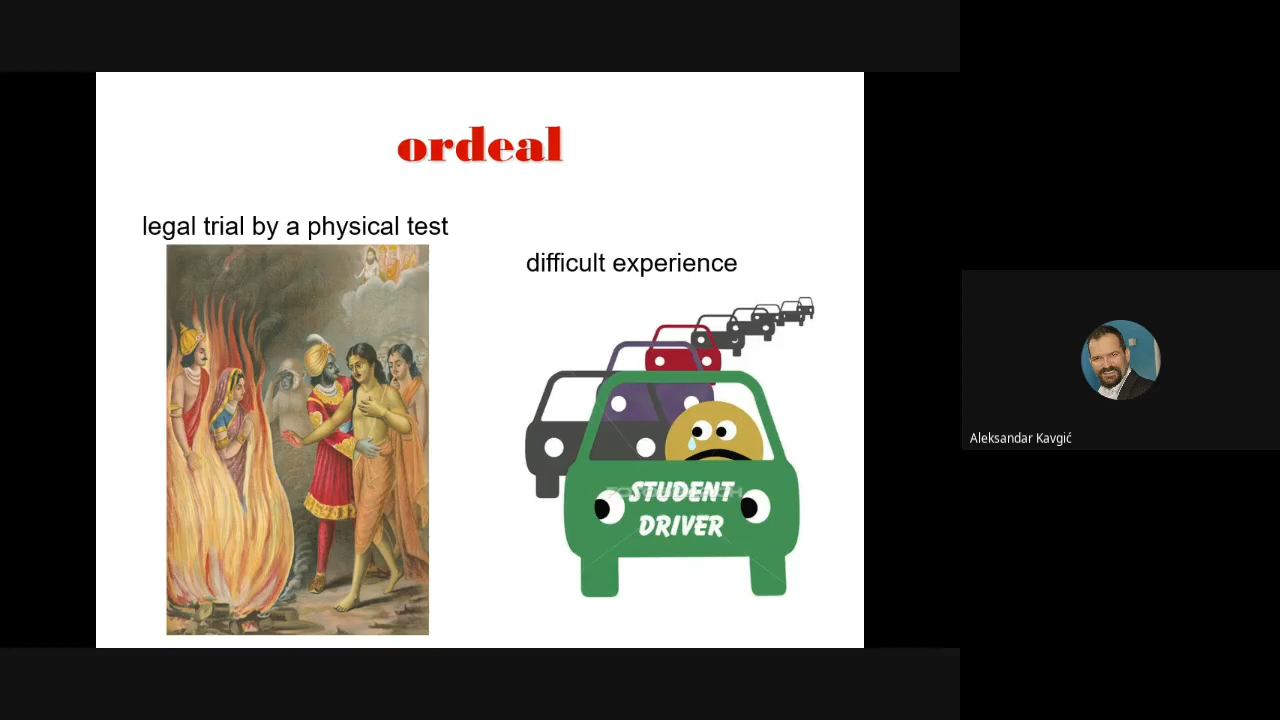 ordeal
legal trial by a physical test
difficult experience
STUDENT
DRIVER
Aleksandar Kavgić